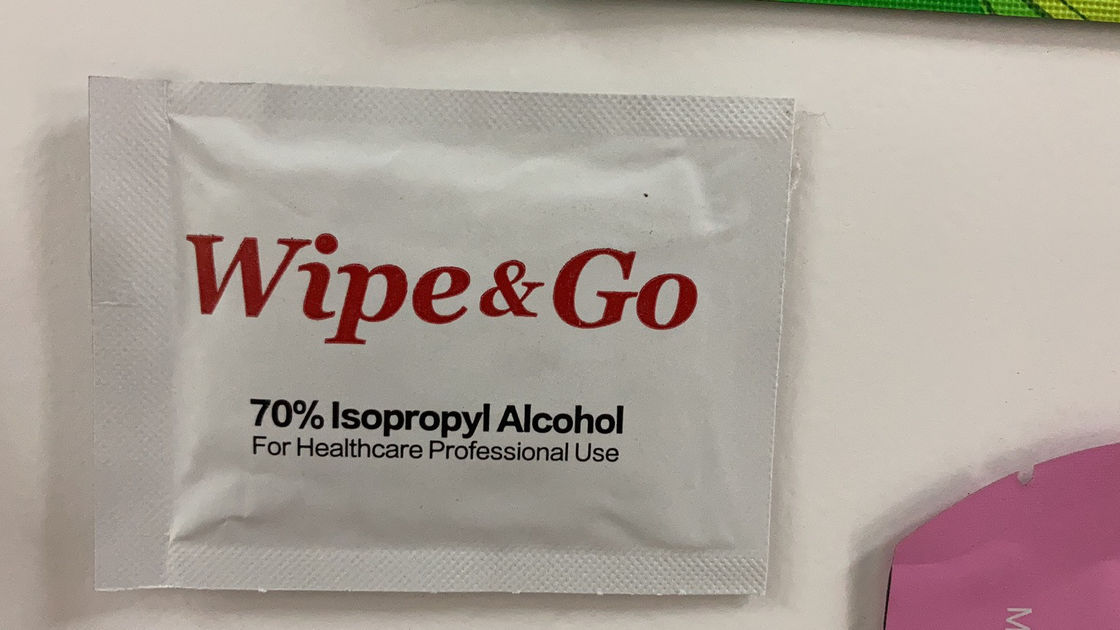 Wipe&Go
70% Isopropyl Alcohol
For Healthcare Professional Use